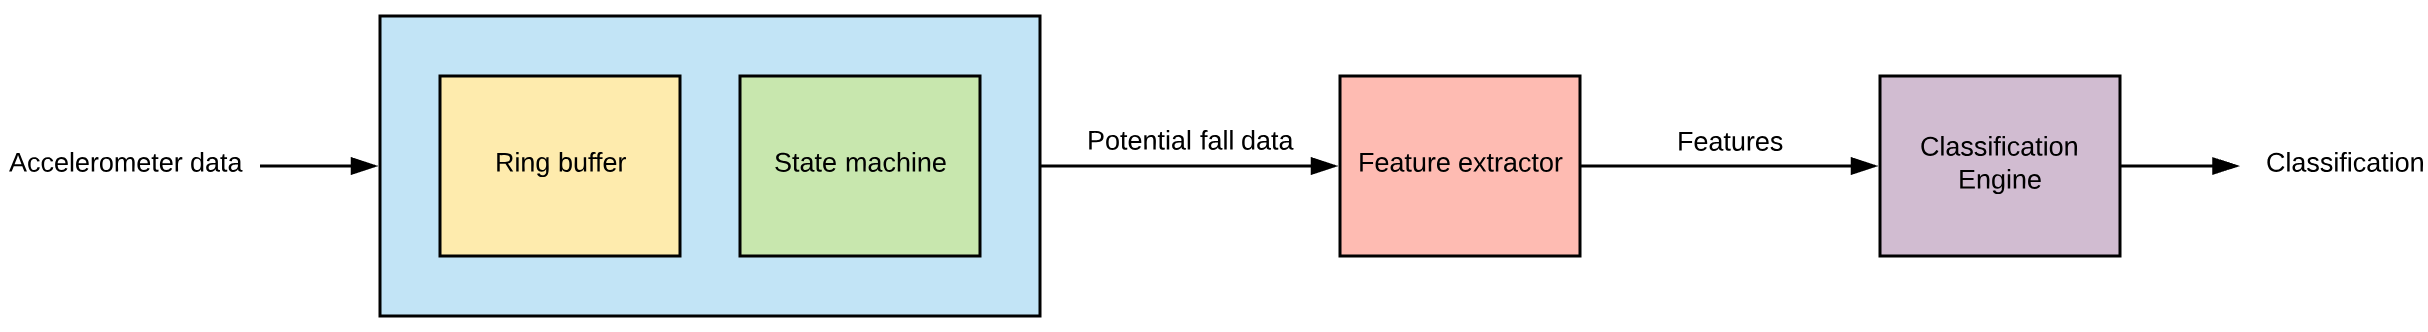 Accelerometer data
Ring buffer
State machine
Potential fall data
Feature extractor
Features
Classification
Engine
Classification